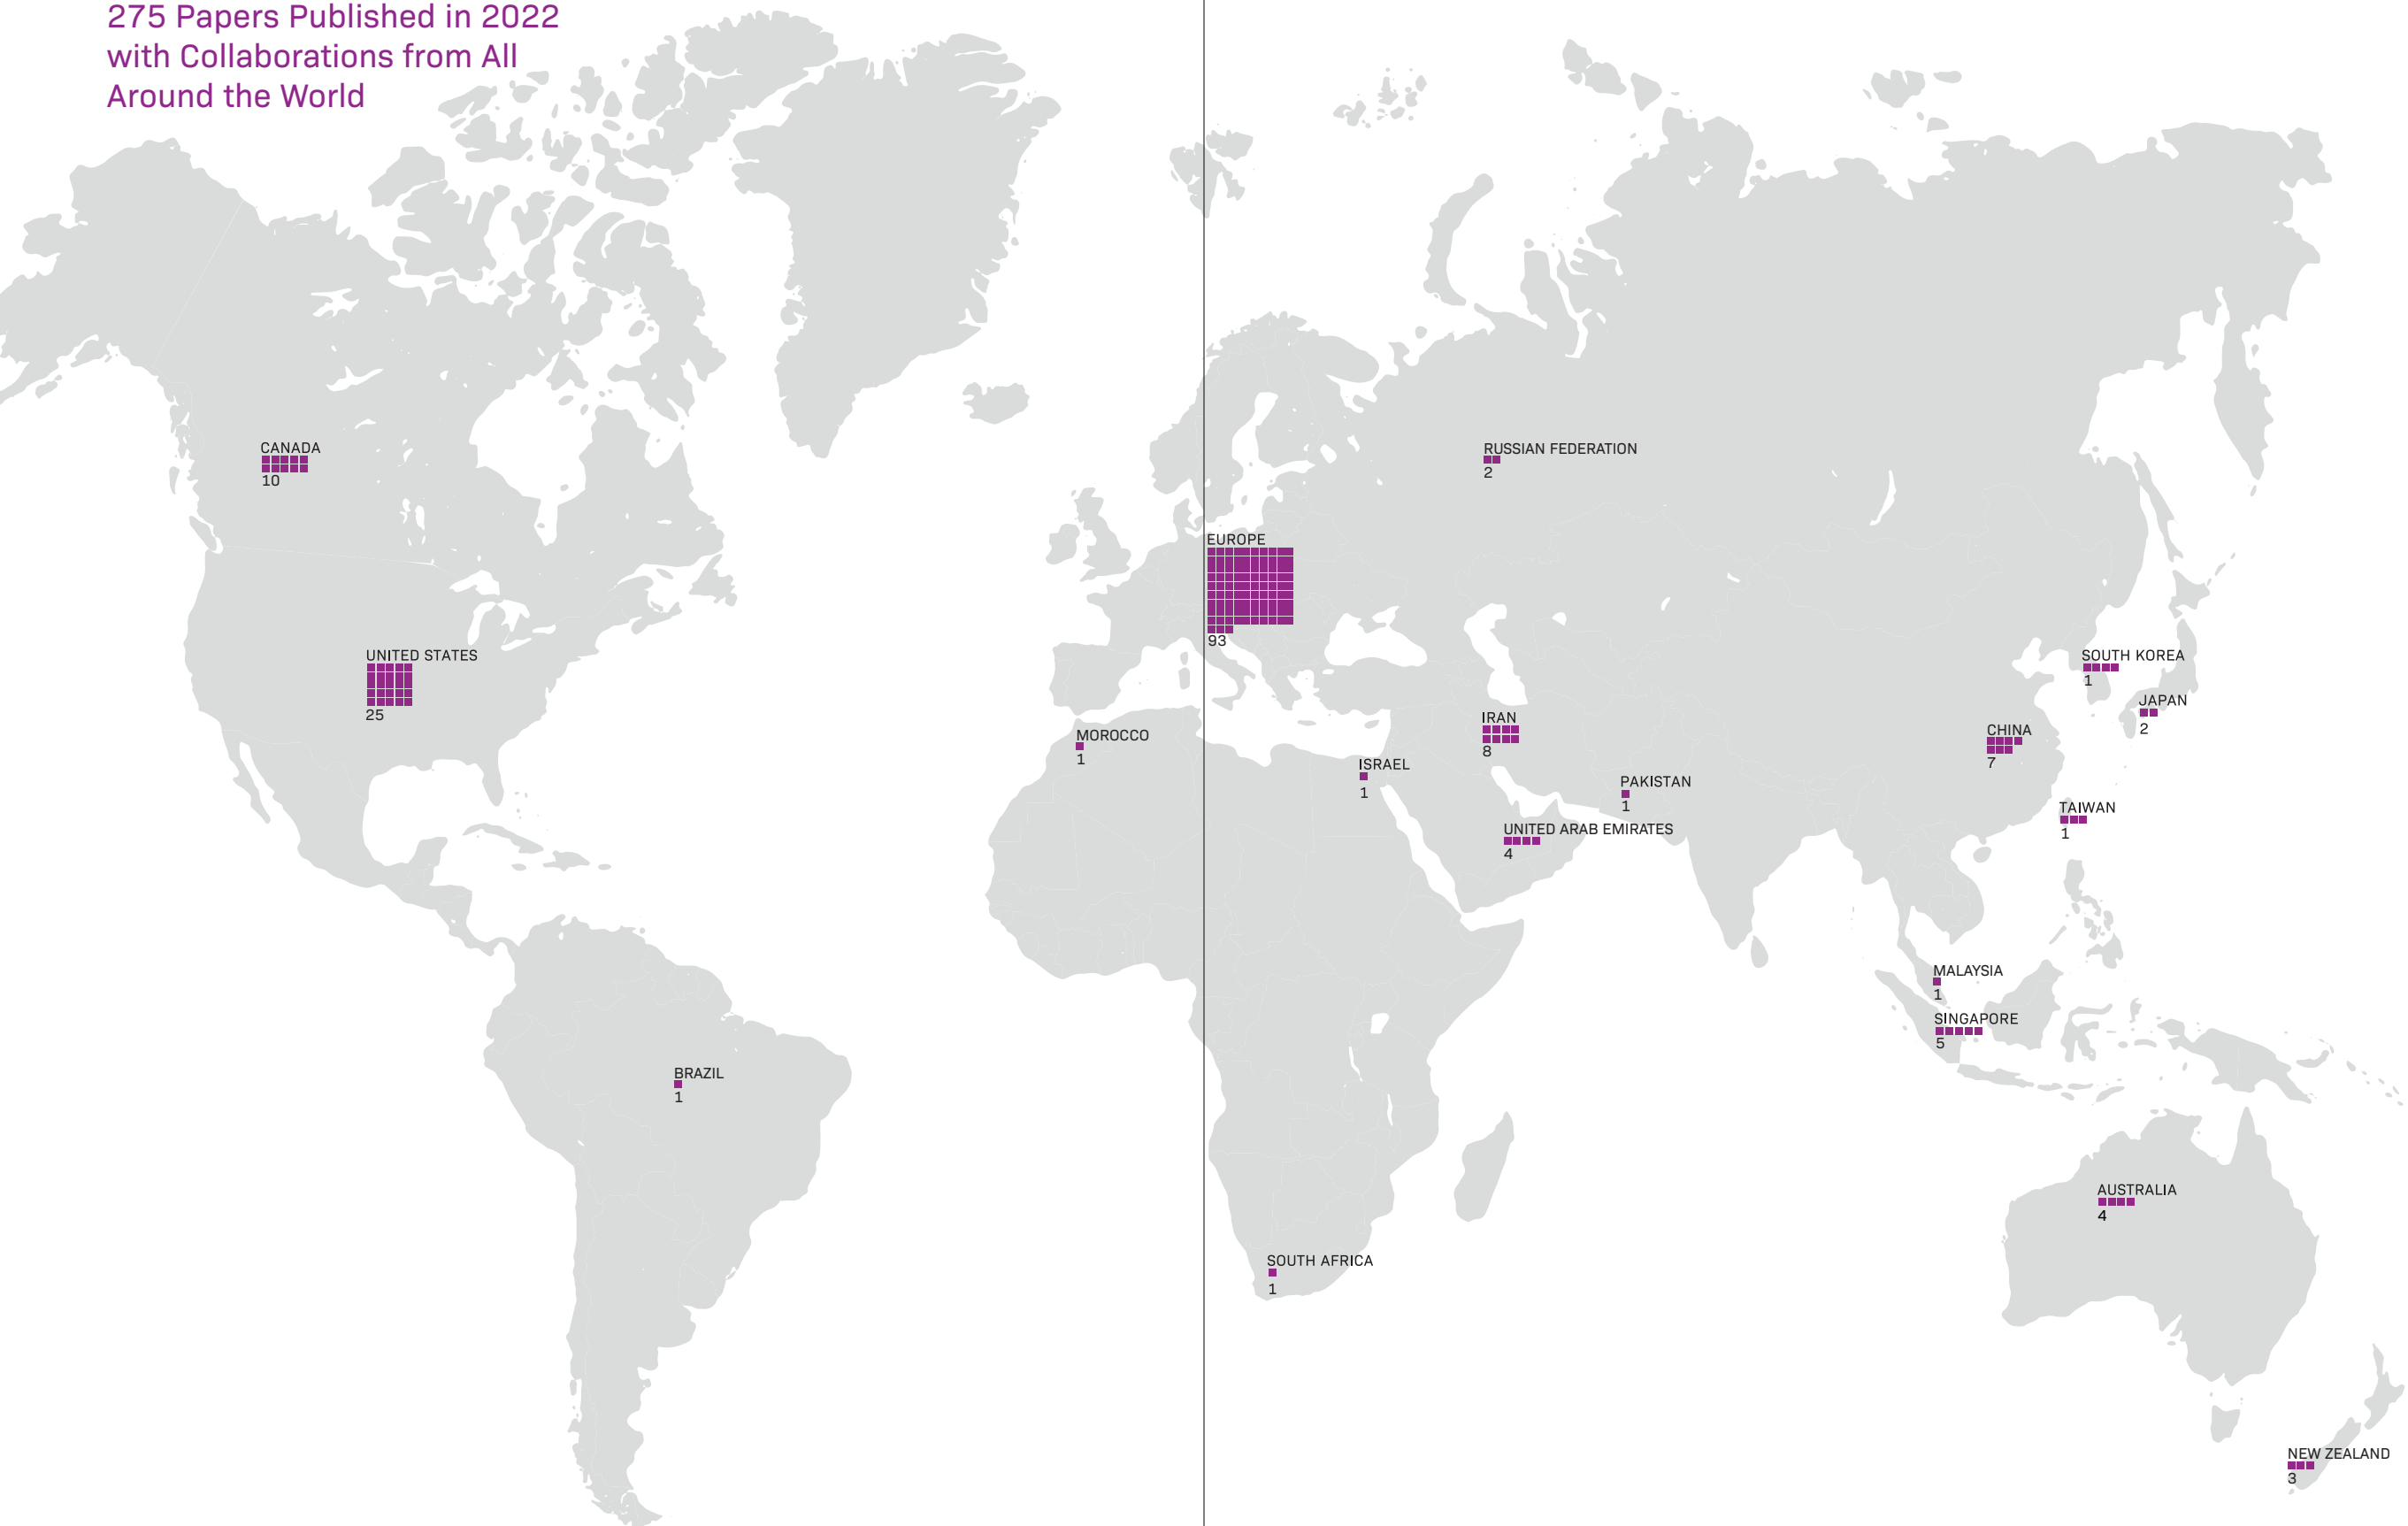 275 Papers Published in 2022
with Collaborations from All
Around the World
CANADA
10
RUSSIAN FEDERATION
2
EUROPE
93
UNITED STATES
25
SOUTH KOREA
1
JAPAN
2
IRAN
8
CHINA
7
MOROCCO
1
ISRAEL
1
PAKISTAN
1
TAIWAN
1
UNITED ARAB EMIRATES
4
MALAYSIA
1
SINGAPORE
5
BRAZIL
1
AUSTRALIA
4
SOUTH AFRICA
1
NEW ZEALAND
3